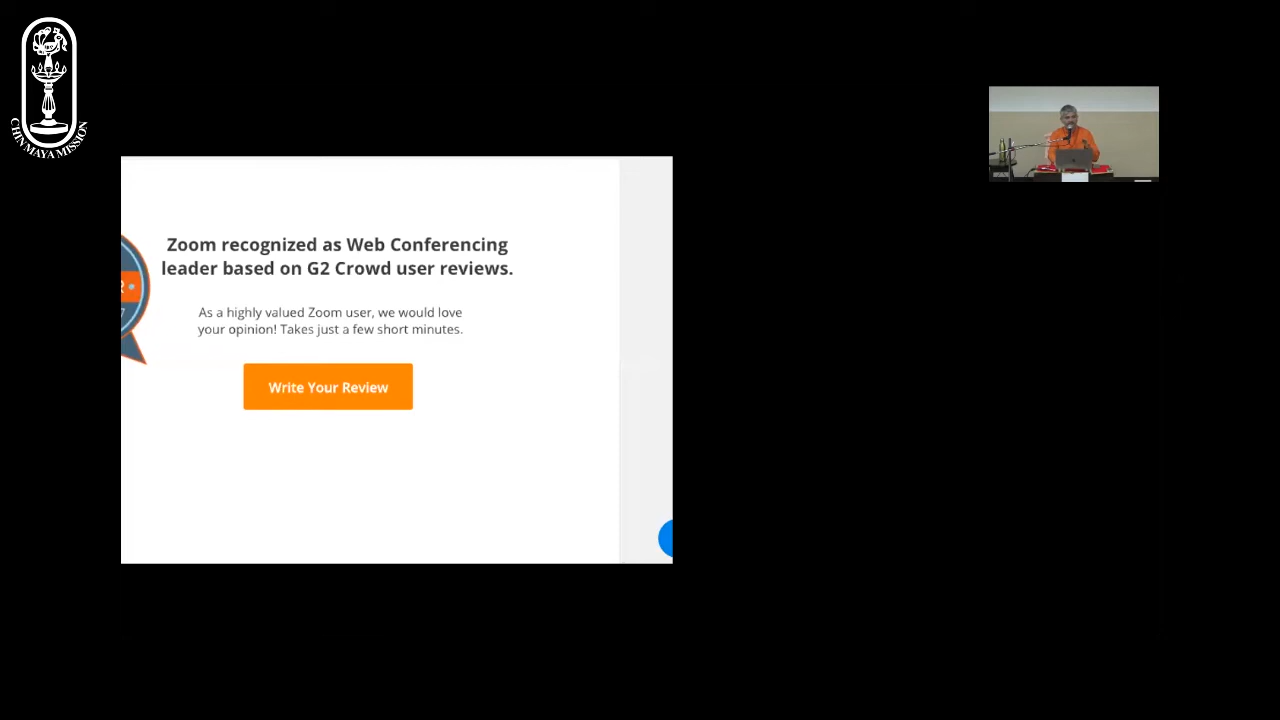 CHINMAYA MISSION
Zoom recognized as Web Conferencing
leader based on G2 Crowd user reviews.
As a highly valued Zoom user, we would love
your opinion! Takes just a few short minutes.
Write Your Review